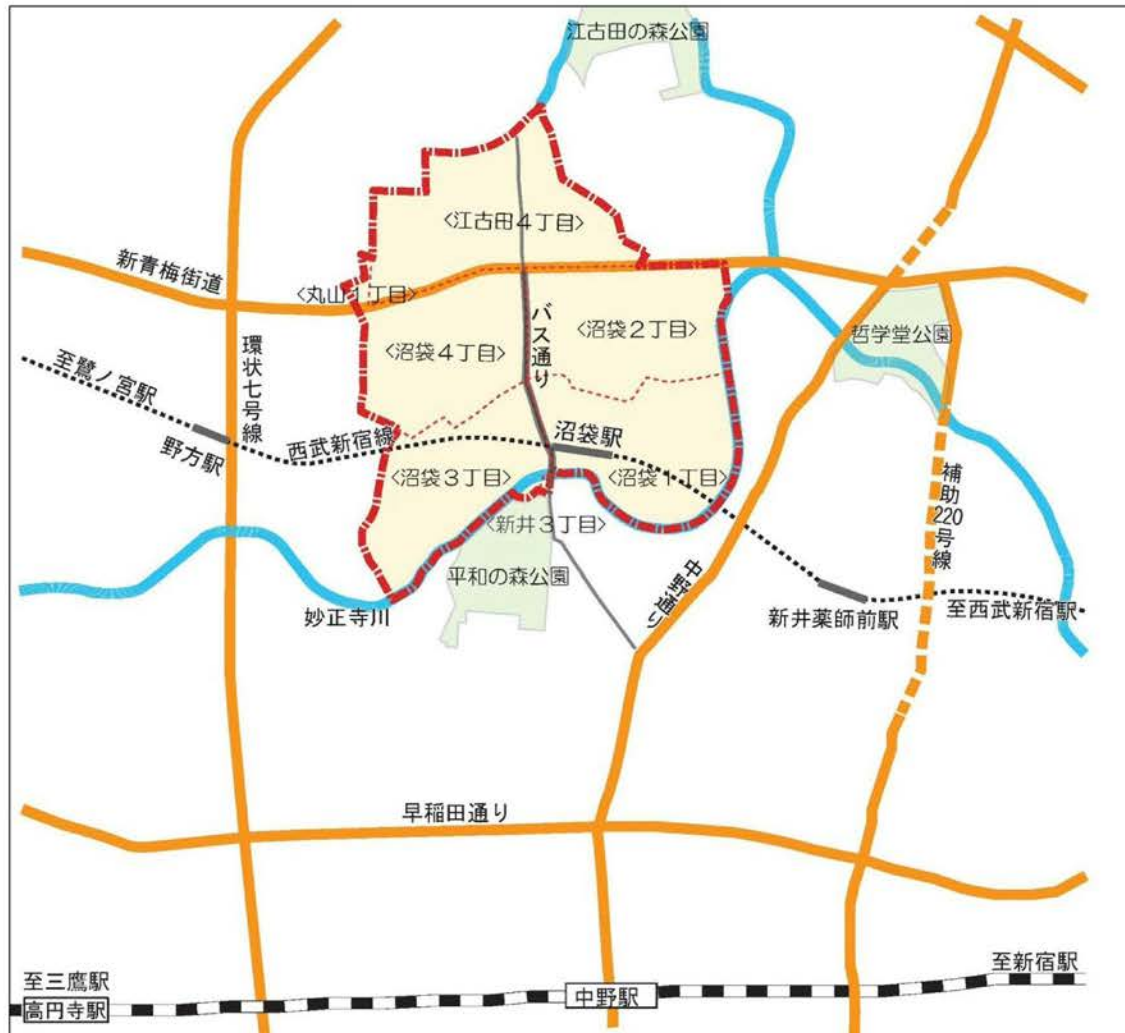 江古田の森公園
<江古田4丁目>
新青梅街道
<丸山1丁目>
バス通り
<沼袋2丁目>
哲学堂公園
環状七号線
<沼袋4丁目>
至鷺ノ宮駅
野方駅
西武新宿線
沼袋駅
<沼袋3丁目>
<沼袋1丁目>
補助220号線
<新井3丁目>
平和の森公園
中野通り
妙正寺川
新井薬師前駅
至西武新宿駅
早稲田通り
至三鷹駅
高円寺駅
中野駅
至新宿駅